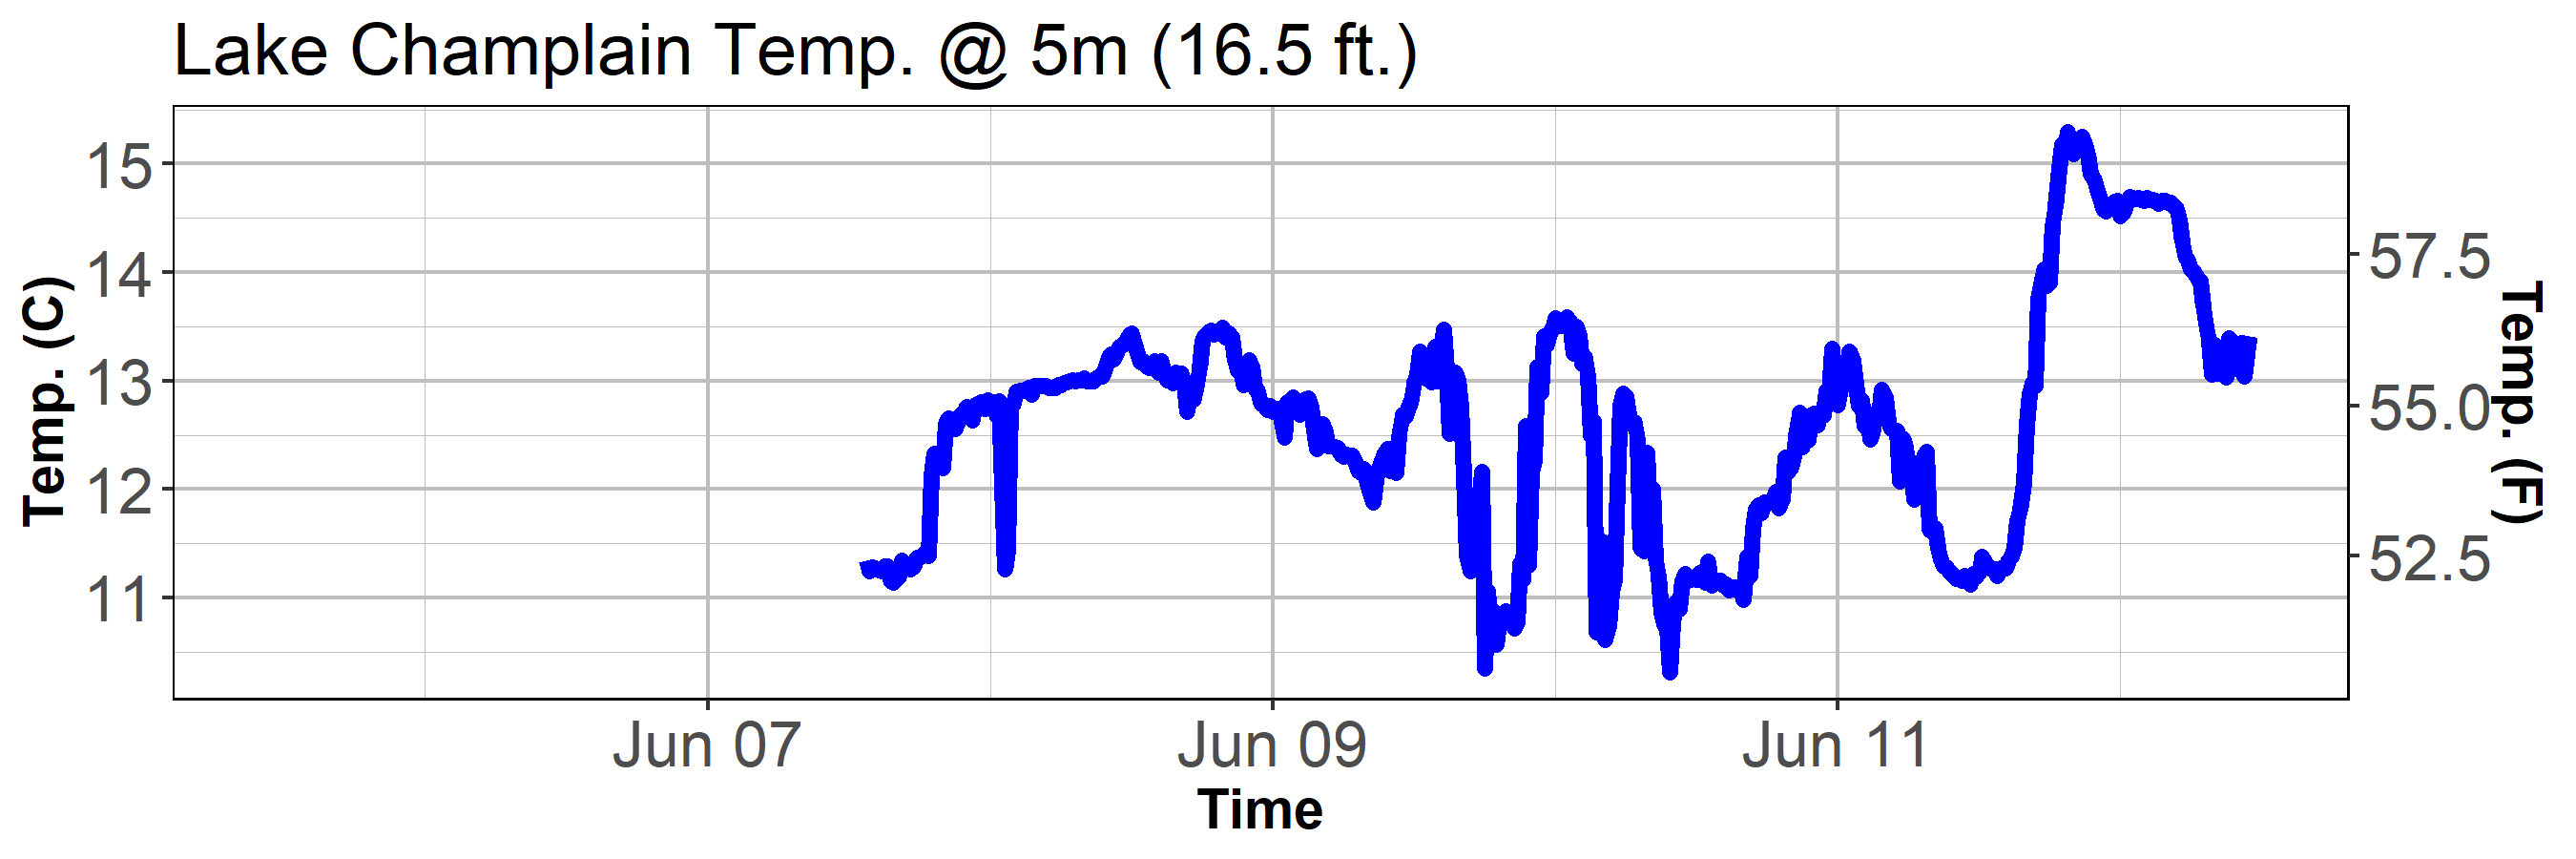 Lake Champlain Temp. @ 5m (16.5 ft.)
Temp. (C)
15
14
13
12
11
57.5
55.0
52.5
Temp. (F)
Jun 07
Jun 09
Jun 11
Time